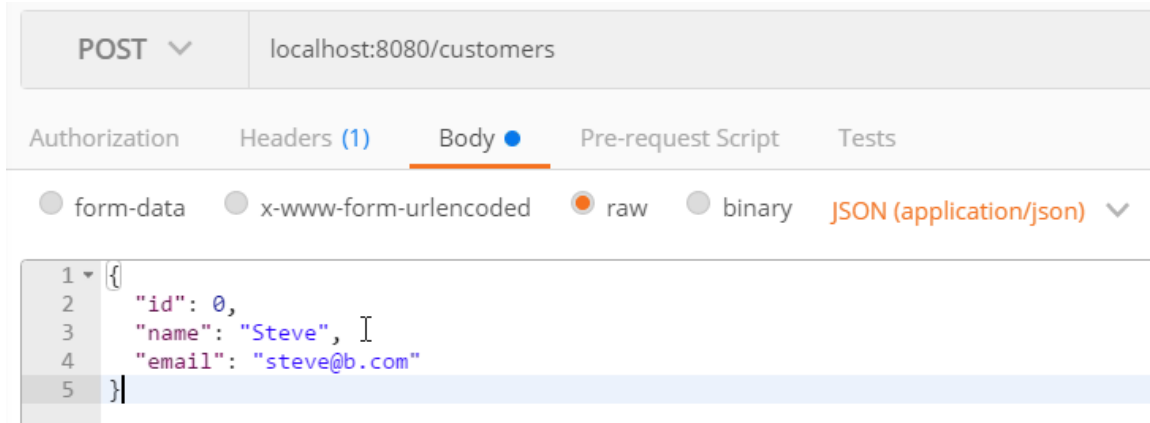 POST localhost:8080/customers
Authorization Headers (1) Body Pre-request Script Tests
form-data x-www-form-urlencoded raw binary JSON (application/json)
1 {
2 "id": 0,
3 "name": "Steve",
4 "email": "steve@b.com"
5 }